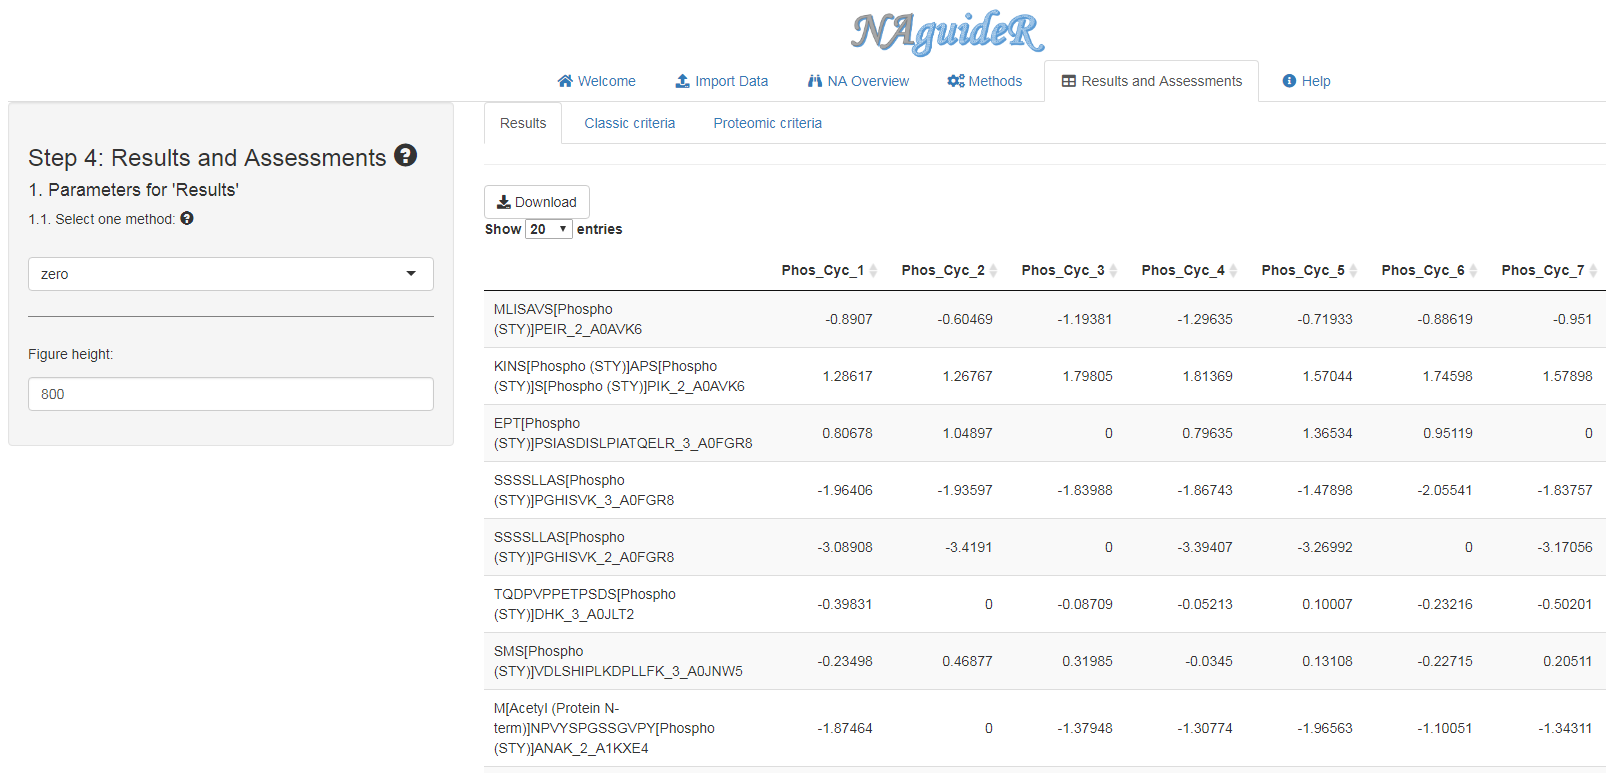 NAguideR
Welcome Import Data NA Overview Methods Results and Assessments Help
Results Classic criteria Proteomic criteria
Step 4: Results and Assessments
1. Parameters for 'Results'
1.1. Select one method:
zero
Figure height:
800
Download
Show 20 entries
Phos_Cyc_1 Phos_Cyc_2 Phos_Cyc_3 Phos_Cyc_4 Phos_Cyc_5 Phos_Cyc_6 Phos_Cyc_7
MLISAVS[Phospho
(STY)]PEIR_2_A0AVK6 -0.8907 -0.60469 -1.19381 -1.29635 -0.71933 -0.88619 -0.951
KINS[Phospho (STY)]APS[Phospho
(STY)]S[Phospho (STY)]PIK_2_A0AVK6 1.28617 1.26767 1.79805 1.81369 1.57044 1.74598 1.57898
EPT[Phospho
(STY)]PSIASDISLPIATQELR_3_A0FGR8 0.80678 1.04897 0 0.79635 1.36534 0.95119 0
SSSSLLAS[Phospho
(STY)]PGHISVK_3_A0FGR8 -1.96406 -1.93597 -1.83988 -1.86743 -1.47898 -2.05541 -1.83757
SSSSLLAS[Phospho
(STY)]PGHISVK_2_A0FGR8 -3.08908 -3.4191 0 -3.39407 -3.26992 0 -3.17056
TQDPVPPETPSDS[Phospho
(STY)]DHK_3_A0JLT2 -0.39831 0 -0.08709 -0.05213 0.10007 -0.23216 -0.50201
SMS[Phospho
(STY)]VDLSHIPLKDPLLFK_3_A0JNW5 -0.23498 0.46877 0.31985 -0.0345 0.13108 -0.22715 0.20511
M[Acetyl (Protein N-
term)]NPVYSPGSSGVPY[Phospho
(STY)]ANAK_2_A1KXE4 -1.87464 0 -1.37948 -1.30774 -1.96563 -1.10051 -1.34311